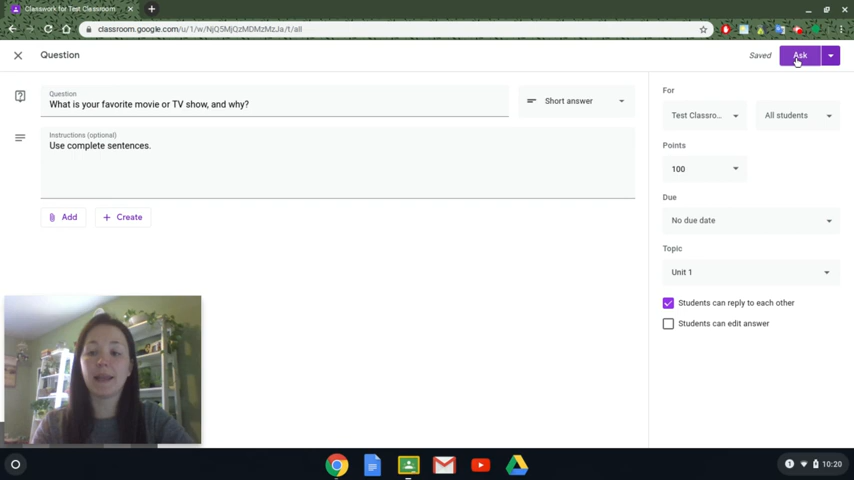 Classwork for Test Classroom
classroom.google.com/u/1/w/NjQ5MjQzMDMzMzJa/t/all
Question
Saved
Ask
Question
What is your favorite movie or TV show, and why?
Short answer
Instructions (optional)
Use complete sentences.
Add
Create
For
Test Classro...
All students
Points
100
Due
No due date
Topic
Unit 1
Students can reply to each other
Students can edit answer
10:20